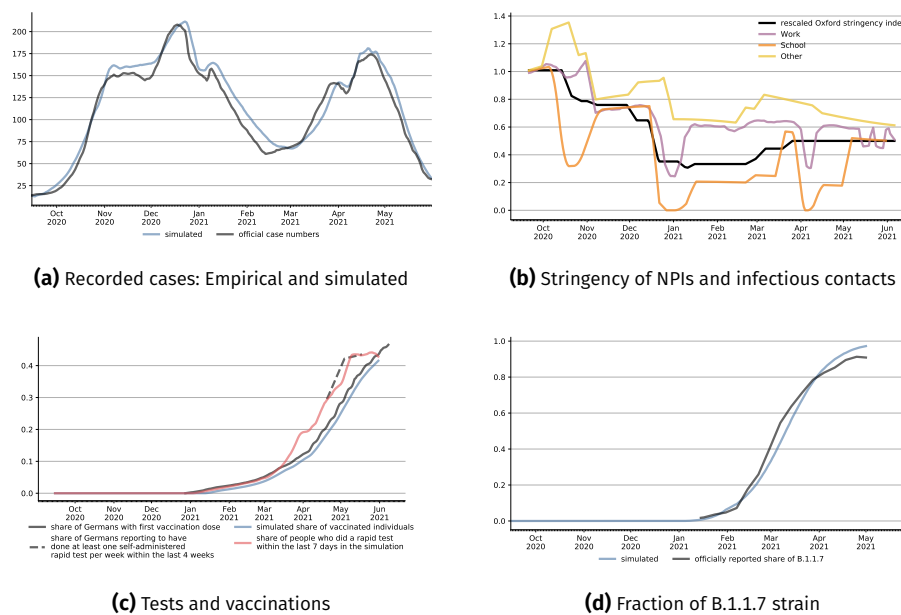 200
175
150
125
100
75
50
25
Oct 2020
Nov 2020
Dec 2020
Jan 2021
Feb 2021
Mar 2021
Apr 2021
May 2021
simulated
official case numbers
(a) Recorded cases: Empirical and simulated
1.4
1.2
1.0
0.8
0.6
0.4
0.2
0.0
Oct 2020
Nov 2020
Dec 2020
Jan 2021
Feb 2021
Mar 2021
Apr 2021
May 2021
Jun 2021
rescaled Oxford stringency inde
Work
School
Other
(b) Stringency of NPIs and infectious contacts
0.4
0.3
0.2
0.1
0.0
Oct 2020
Nov 2020
Dec 2020
Jan 2021
Feb 2021
Mar 2021
Apr 2021
May 2021
Jun 2021
share of Germans with first vaccination dose
share of Germans reporting to have
done at least one self-administered
rapid test per week within the last 4 weeks
simulated share of vaccinated individuals
share of people who did a rapid test
within the last 7 days in the simulation
(c) Tests and vaccinations
1.0
0.8
0.6
0.4
0.2
0.0
Oct 2020
Nov 2020
Dec 2020
Jan 2021
Feb 2021
Mar 2021
Apr 2021
May 2021
simulated
officially reported share of B.1.1.7
(d) Fraction of B.1.1.7 strain